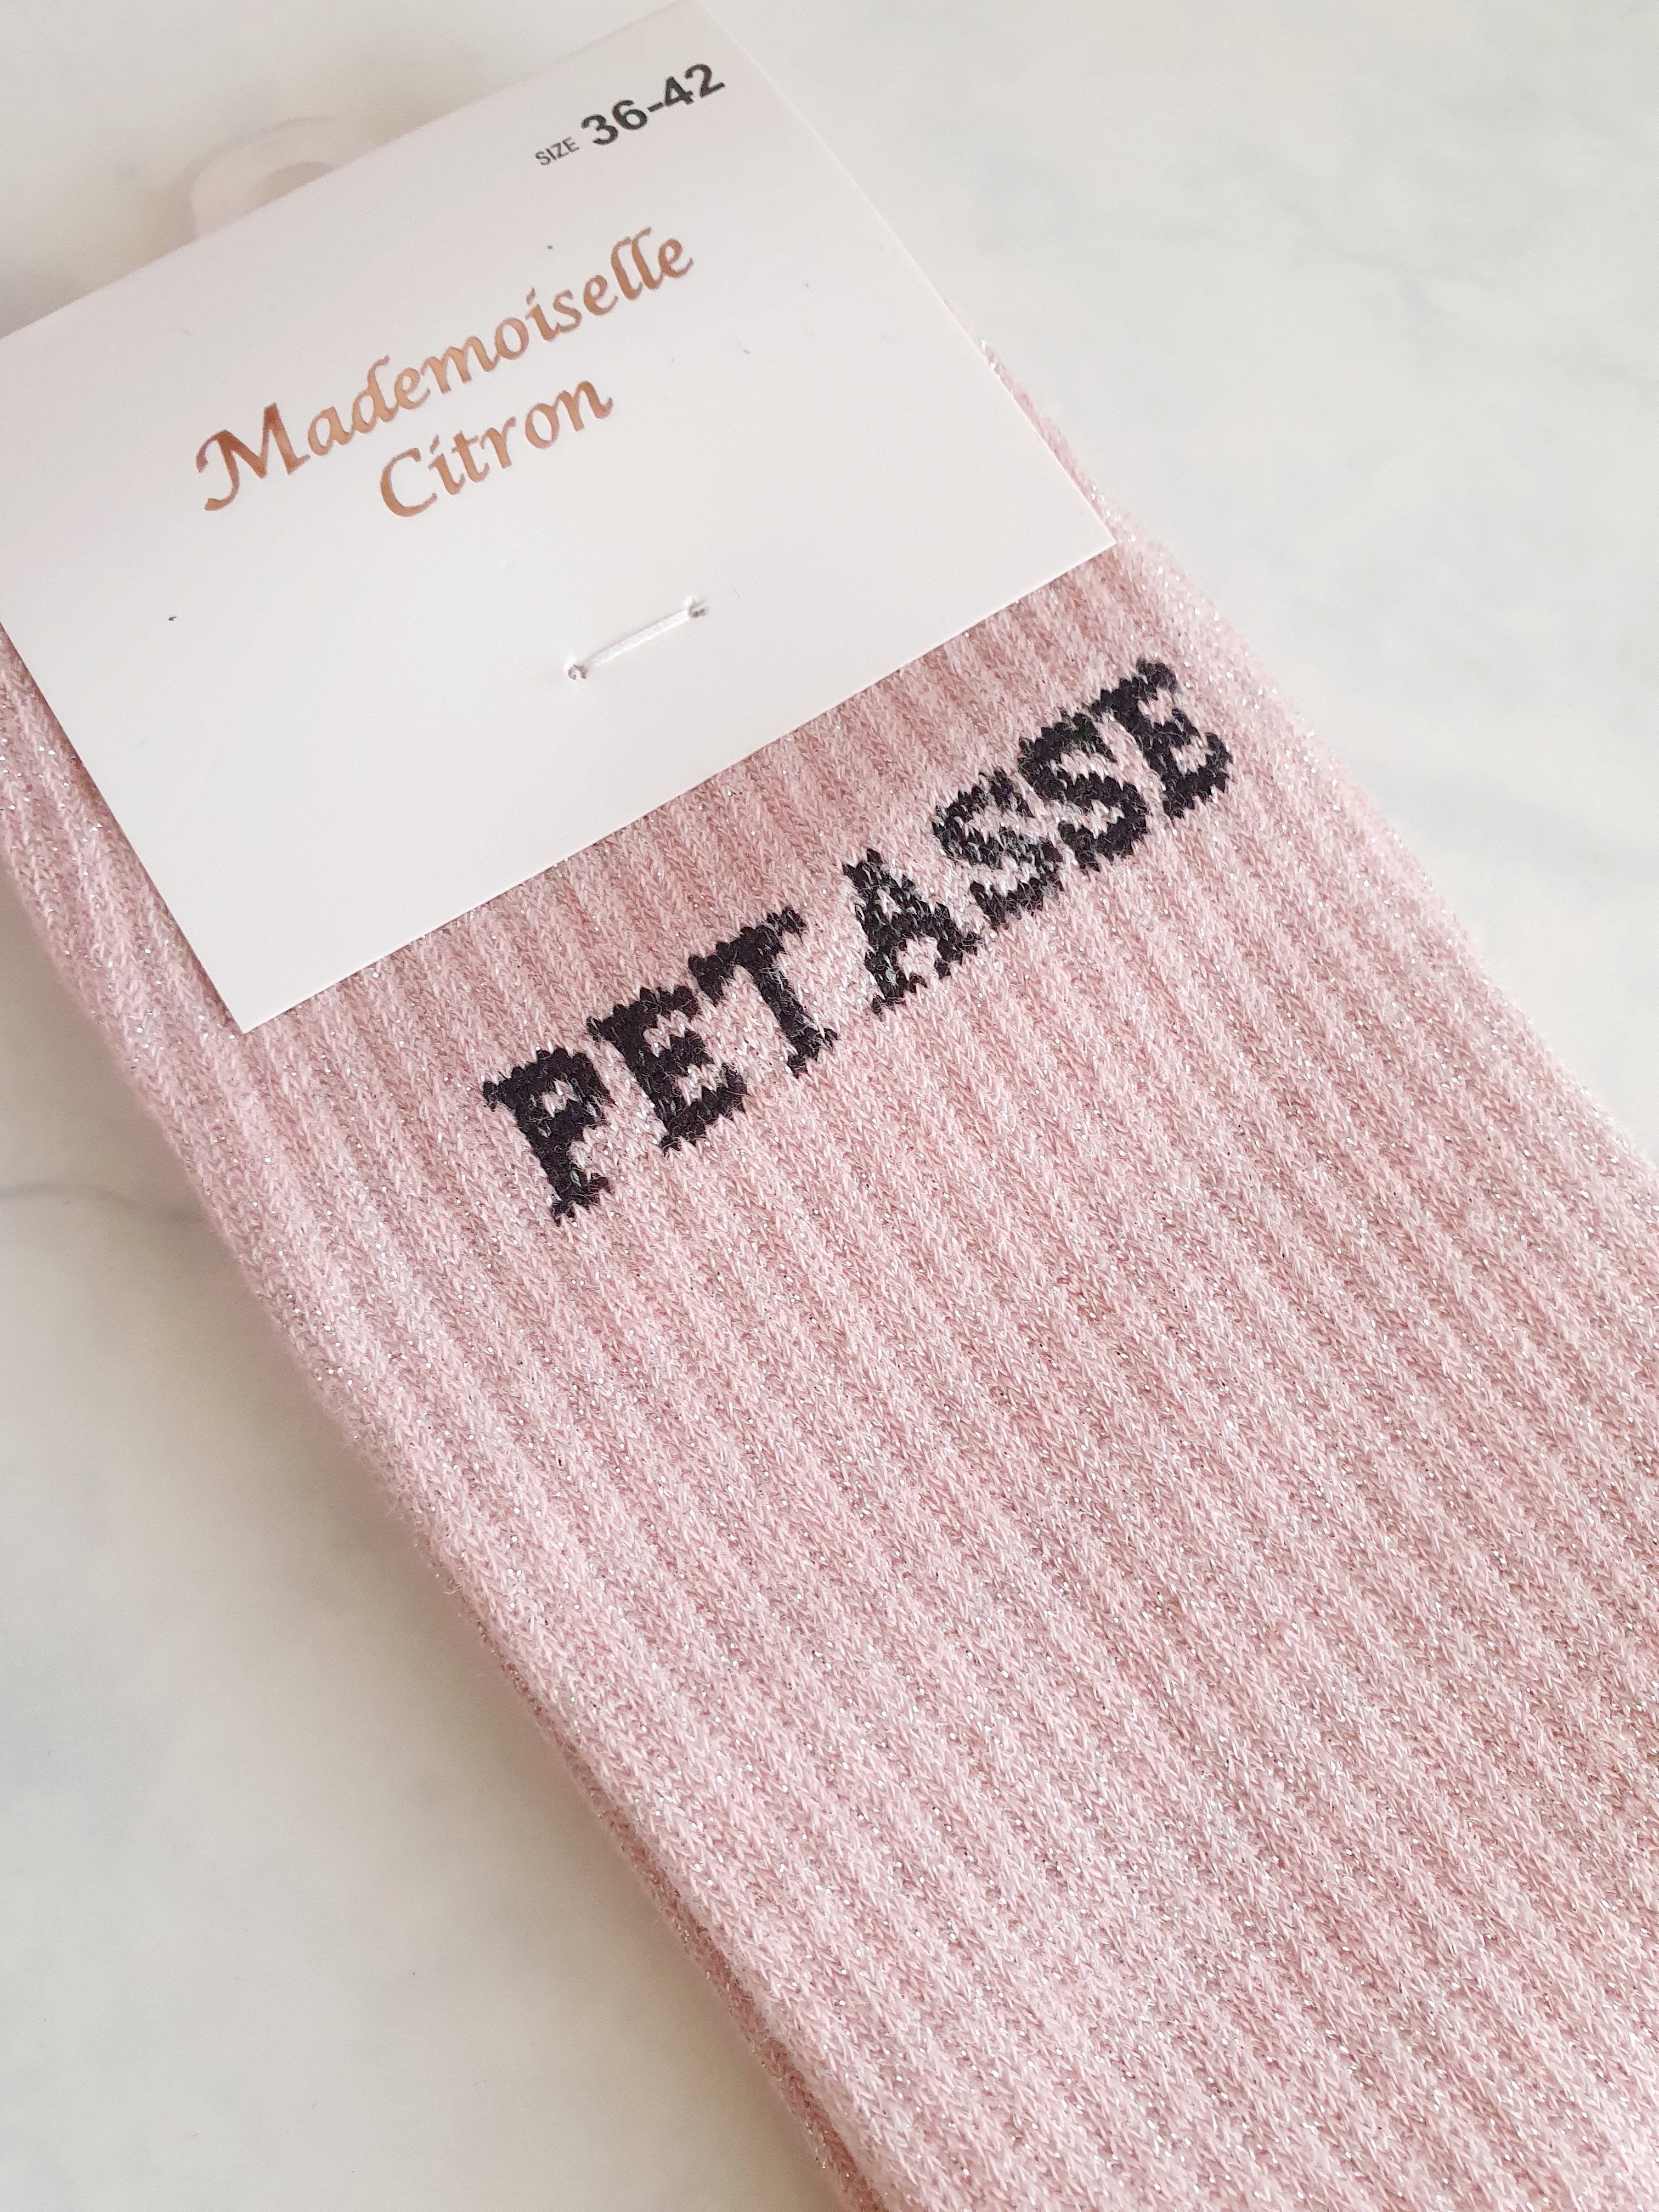 SIZE 36-42
Mademoiselle
Citron
PETASSE